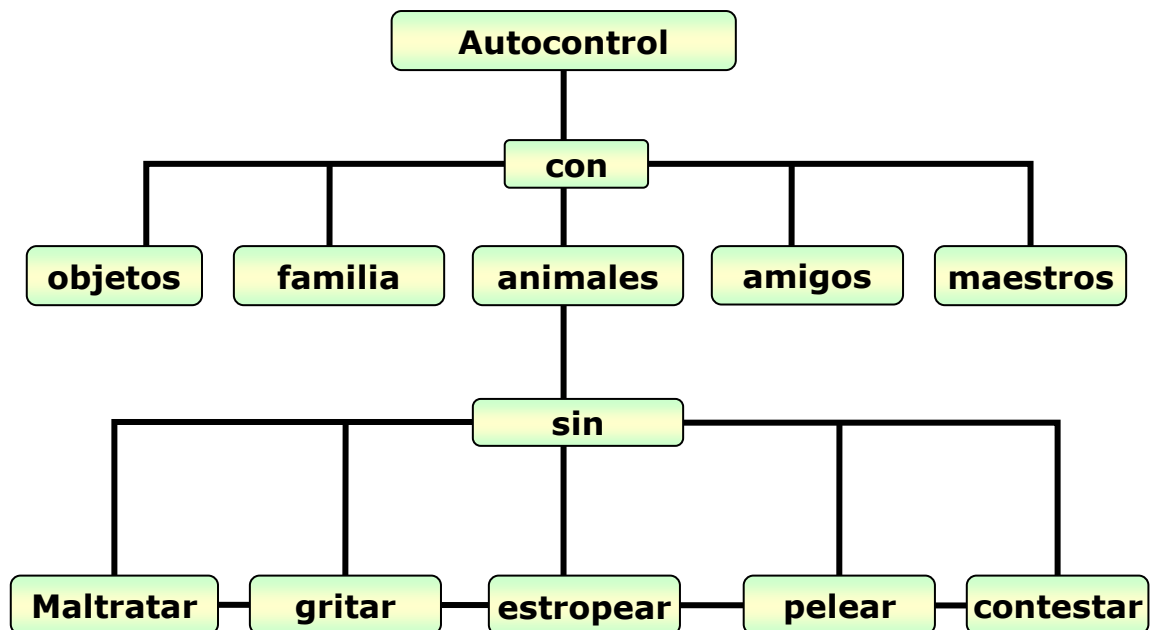 Autocontrol
con
objetos familia animales amigos maestros
sin
Maltratar gritar estropear pelear contestar